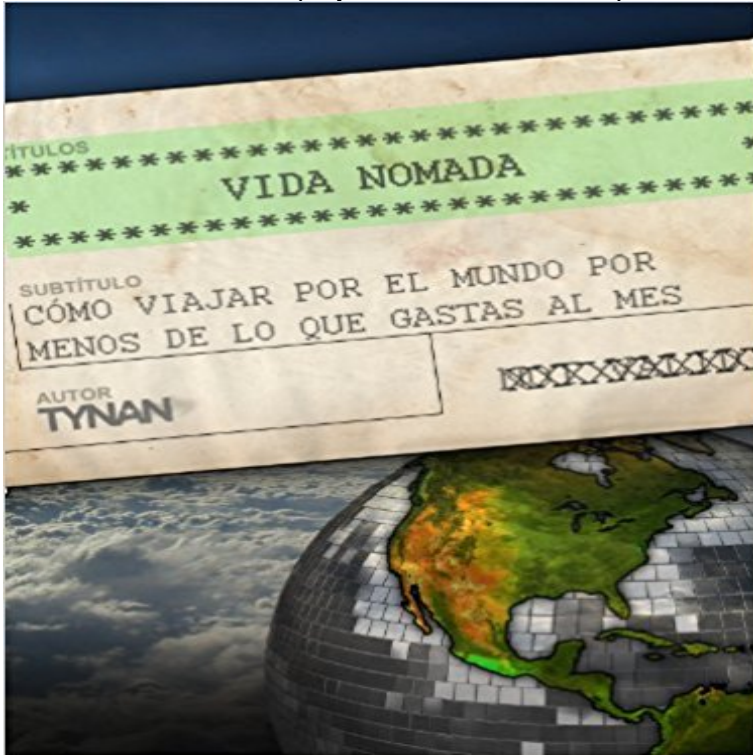 TÍTULOS
*****************************
* VIDA NOMADA *
*****************************
SUBTÍTULO
CÓMO VIAJAR POR EL MUNDO POR
MENOS DE LO QUE GASTAS AL MES
AUTOR
TYNAN